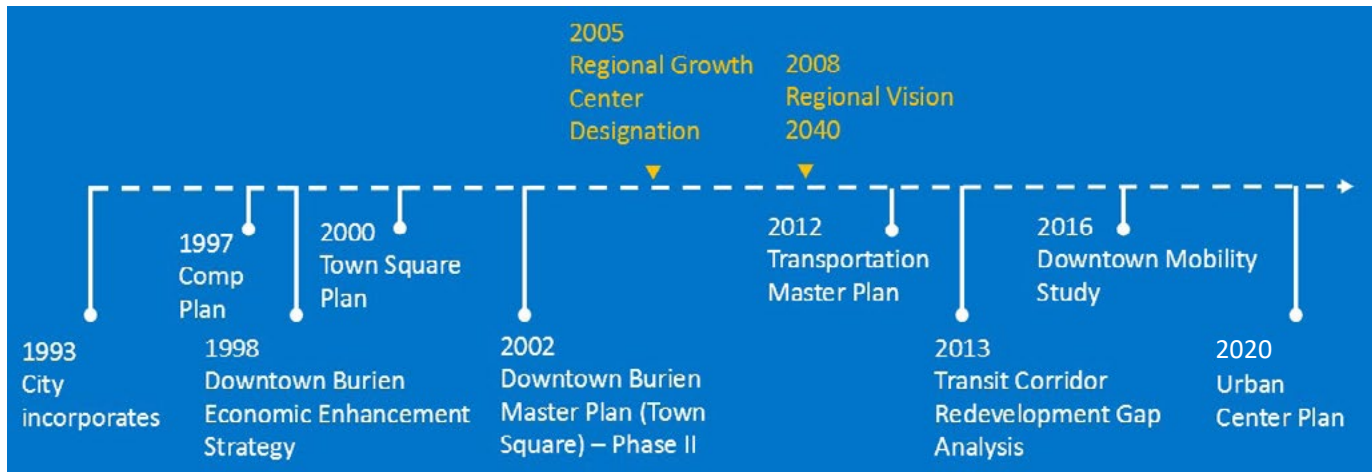 2005
Regional Growth
Center
Designation
2008
Regional Vision
2040
1993
City
incorporates
1997
Comp
Plan
1998
Downtown Burien
Economic Enhancement
Strategy
2000
Town Square
Plan
2002
Downtown Burien
Master Plan (Town
Square) – Phase II
2012
Transportation
Master Plan
2013
Transit Corridor
Redevelopment Gap
Analysis
2016
Downtown Mobility
Study
2020
Urban
Center Plan